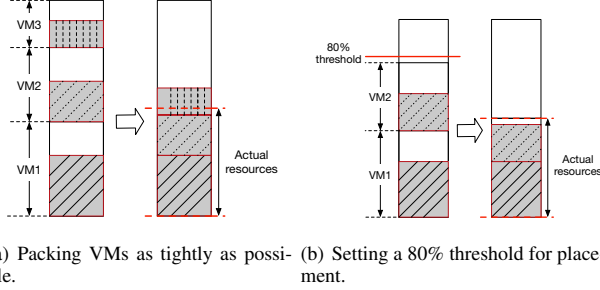 VM3
VM2
VM1
Actual
resources
80%
threshold
VM2
VM1
Actual
resources
Packing VMs as tightly as possi-
le.
(b) Setting a 80% threshold for place
ment.